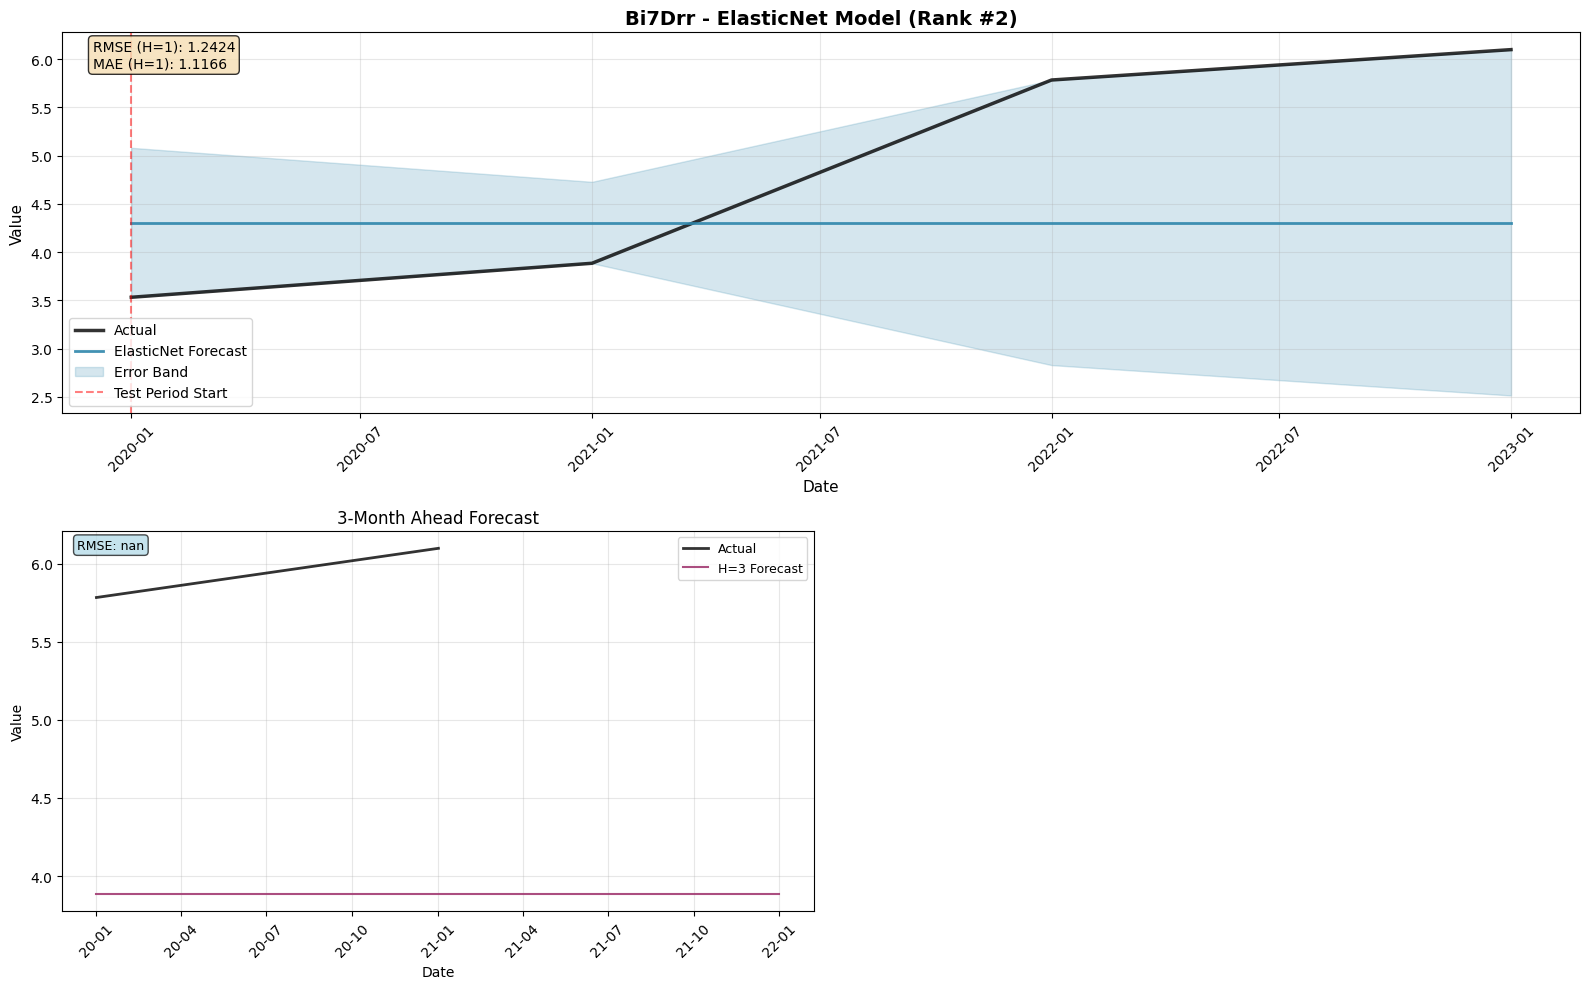 Bi7Drr - ElasticNet Model (Rank #2)
RMSE (H=1): 1.2424
MAE (H=1): 1.1166
Value
6.0
5.5
5.0
4.5
4.0
3.5
3.0
2.5
Actual
ElasticNet Forecast
Error Band
Test Period Start
2020-01
2020-07
2021-01
2021-07
2022-01
2022-07
2023-01
Date
3-Month Ahead Forecast
RMSE: nan
Actual
H=3 Forecast
Value
6.0
5.5
5.0
4.5
4.0
20-01
20-04
20-07
20-10
21-01
21-04
21-07
21-10
22-01
Date